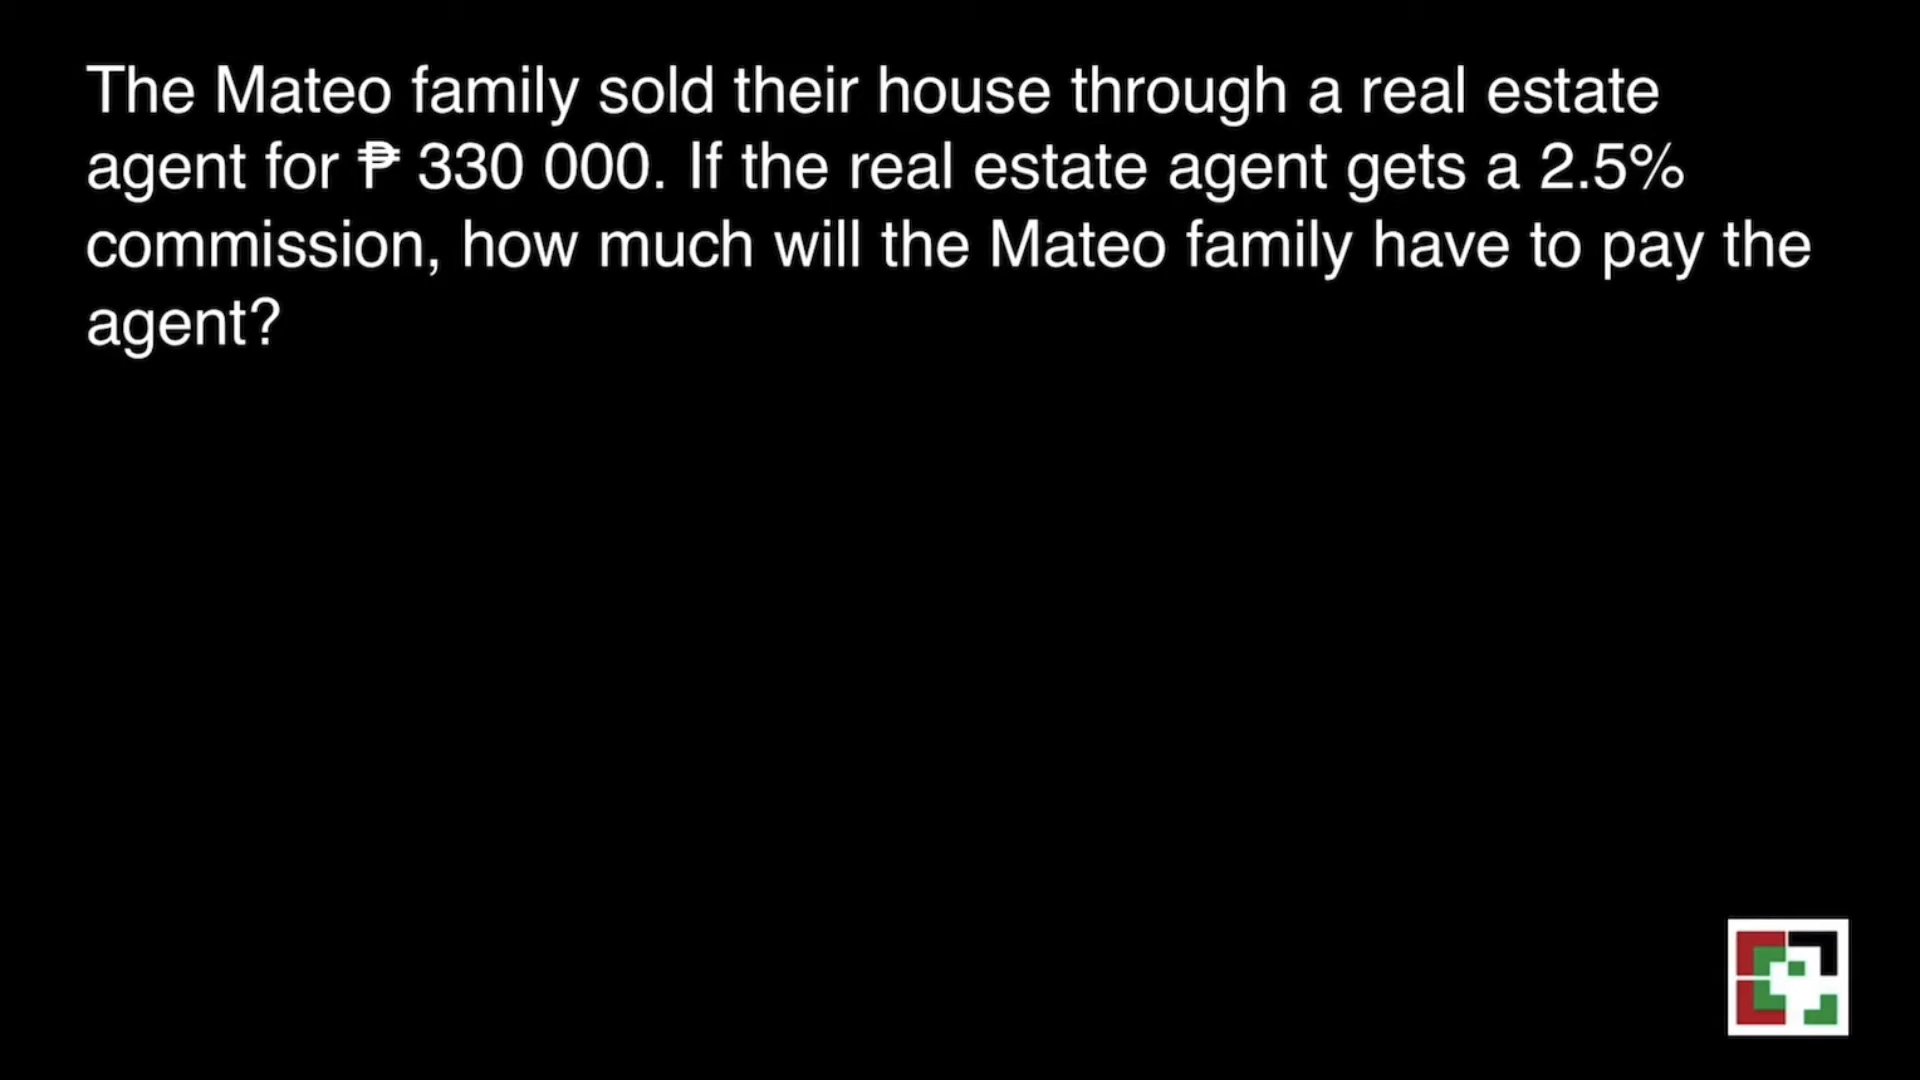 The Mateo family sold their house through a real estate
agent for ₱ 330 000. If the real estate agent gets a 2.5%
commission, how much will the Mateo family have to pay the
agent?